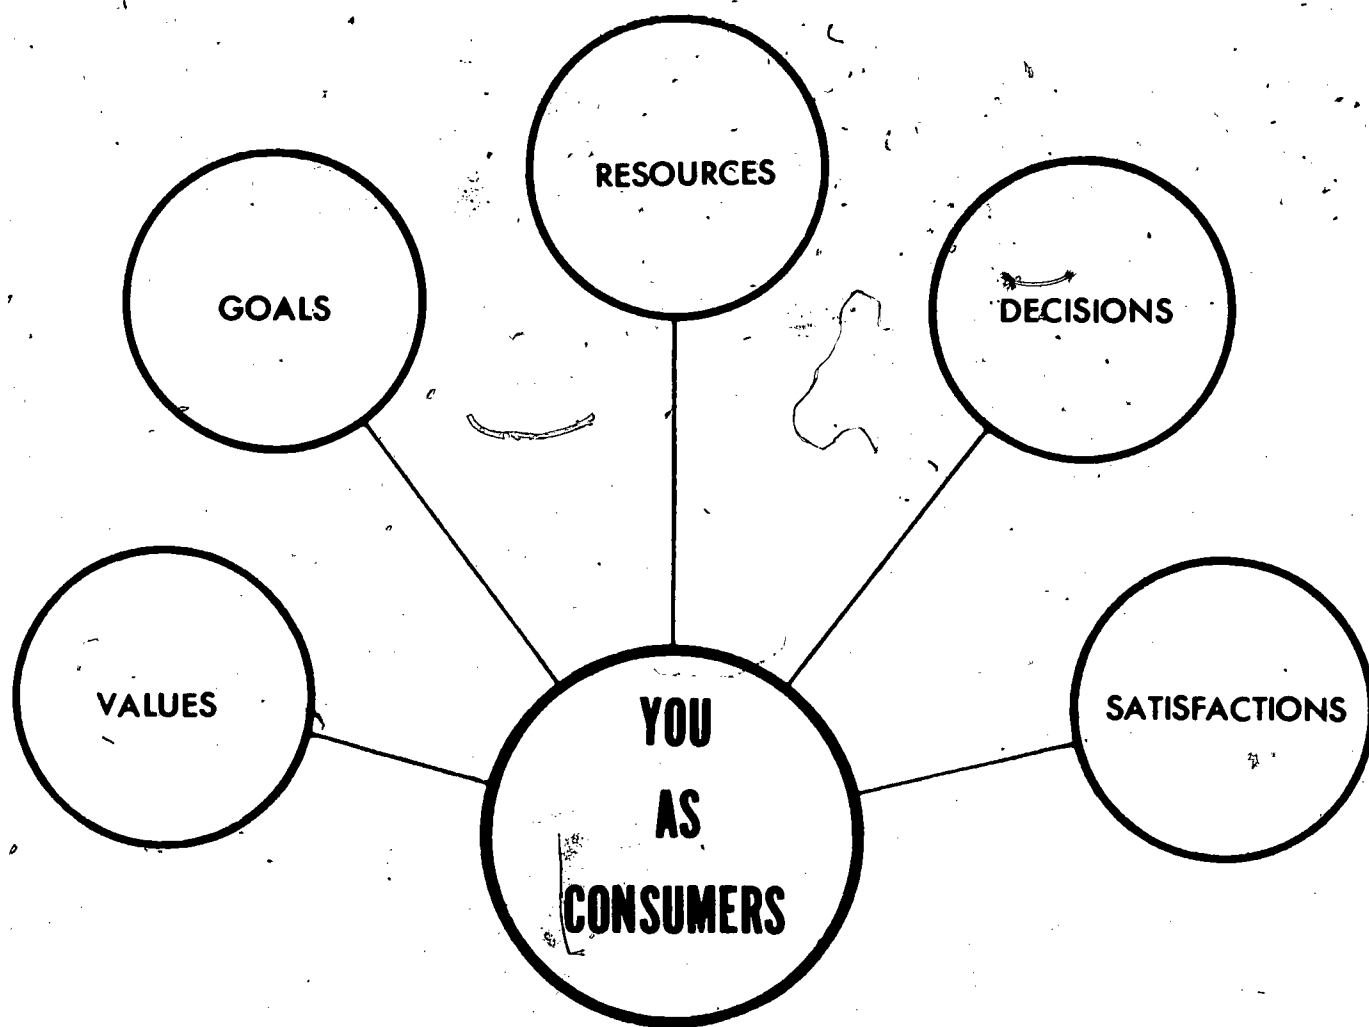 RESOURCES
GOALS
DECISIONS
VALUES
SATISFACTIONS
YOU
AS
CONSUMERS